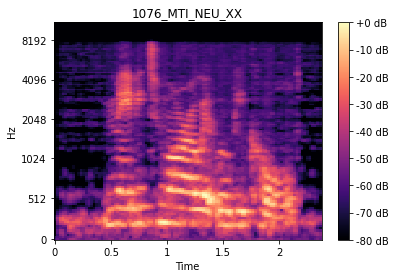 1076_MTI_NEU_XX
+0 dB
8192
-10 dB
4096
-20 dB
-30 dB
2048
Hz
-40 dB
1024
-50 dB
512
-60 dB
-70 dB
0
-80 dB
0 0.5 1 1.5 2
Time